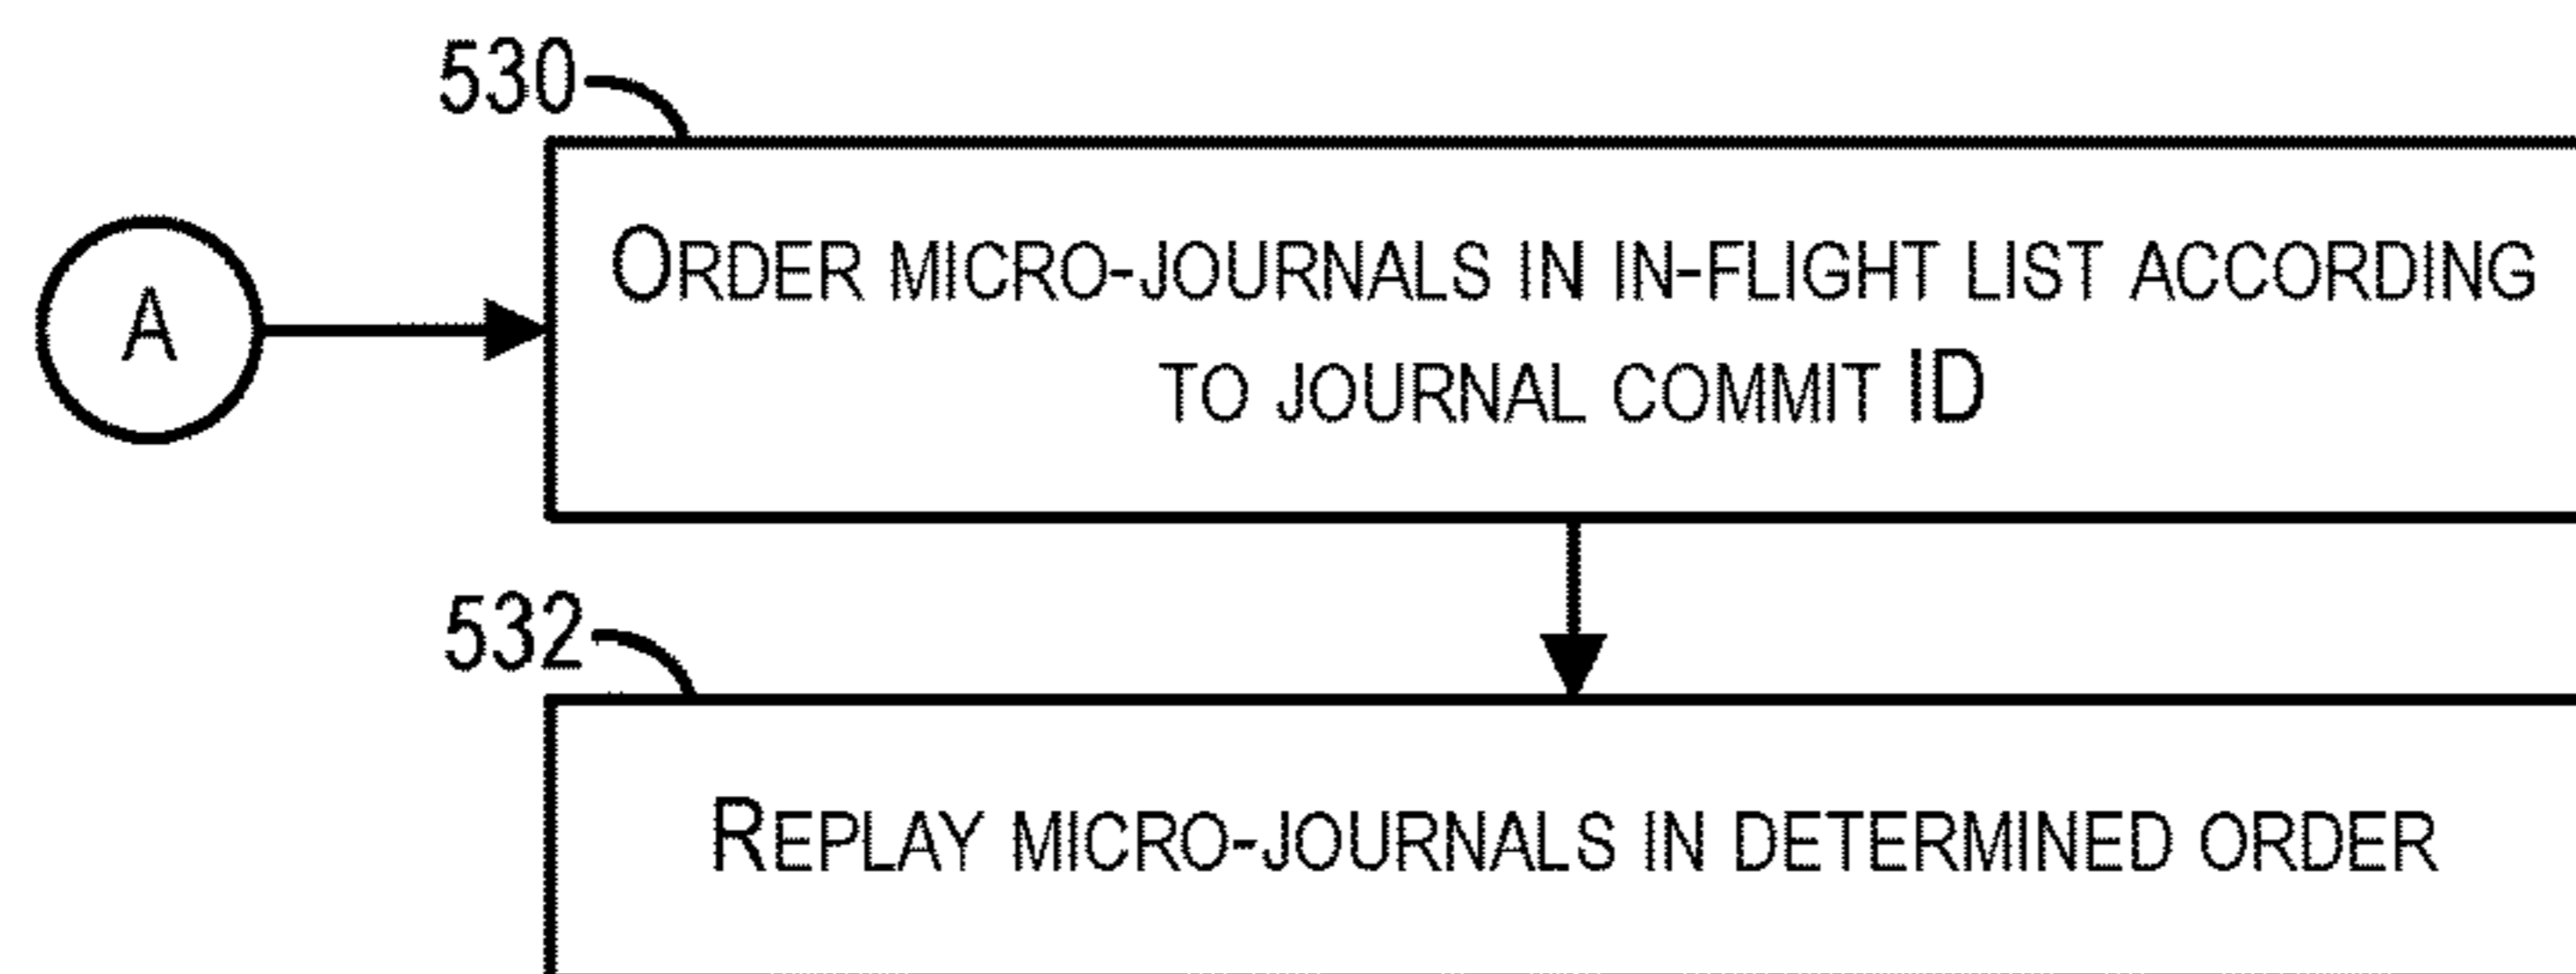 530
A
ORDER MICRO-JOURNALS IN IN-FLIGHT LIST ACCORDING
TO JOURNAL COMMIT ID
532
REPLAY MICRO-JOURNALS IN DETERMINED ORDER